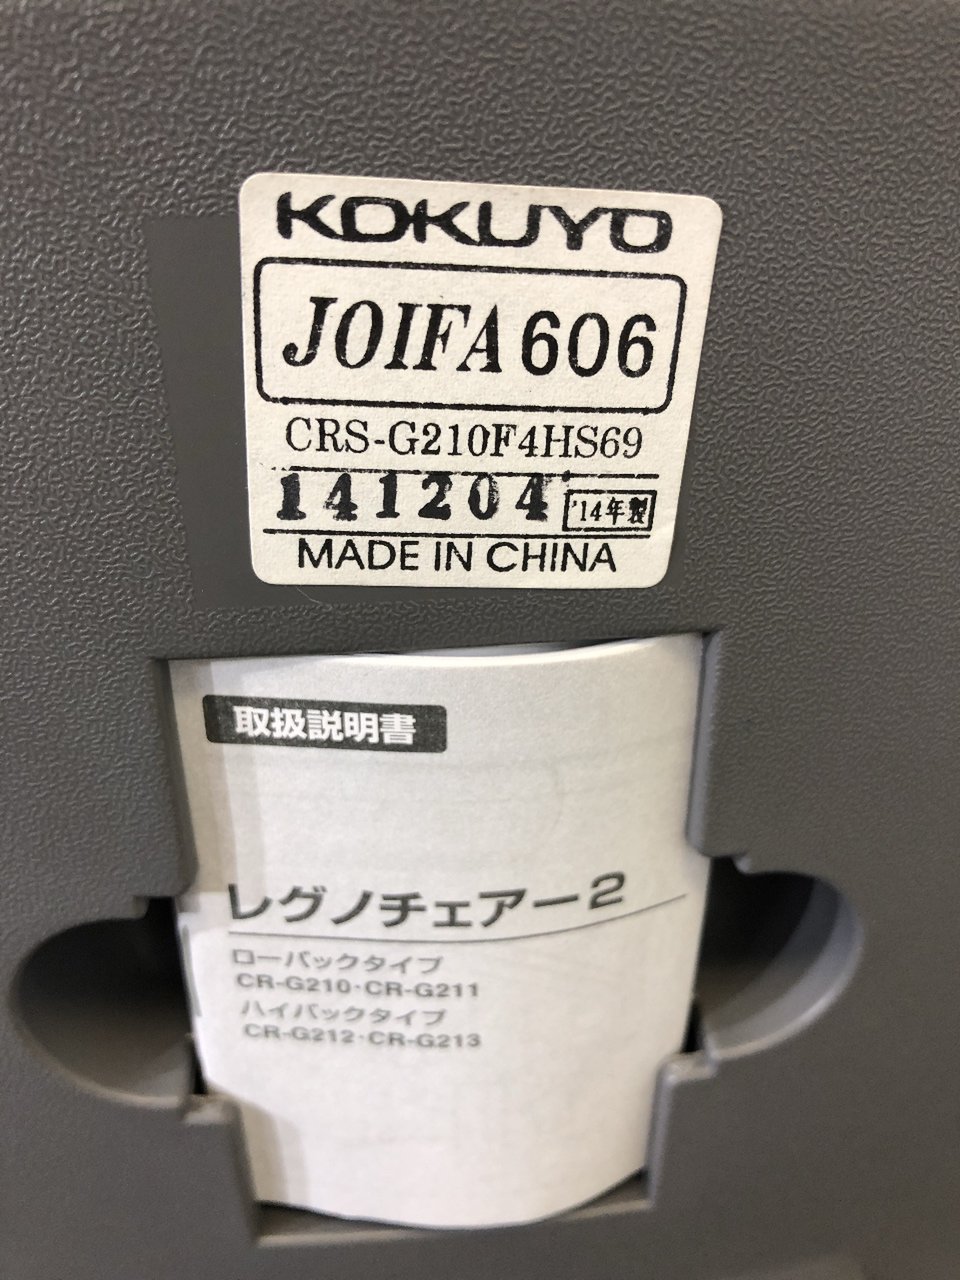 KOKUYO
JOIFA 606
CRS-G210F4HS69
141204 '14年製
MADE IN CHINA
取扱説明書
レグノチェアー2
ローバックタイプ
CR-G210・CR-G211
ハイバックタイプ
CR-G212・CR-G213